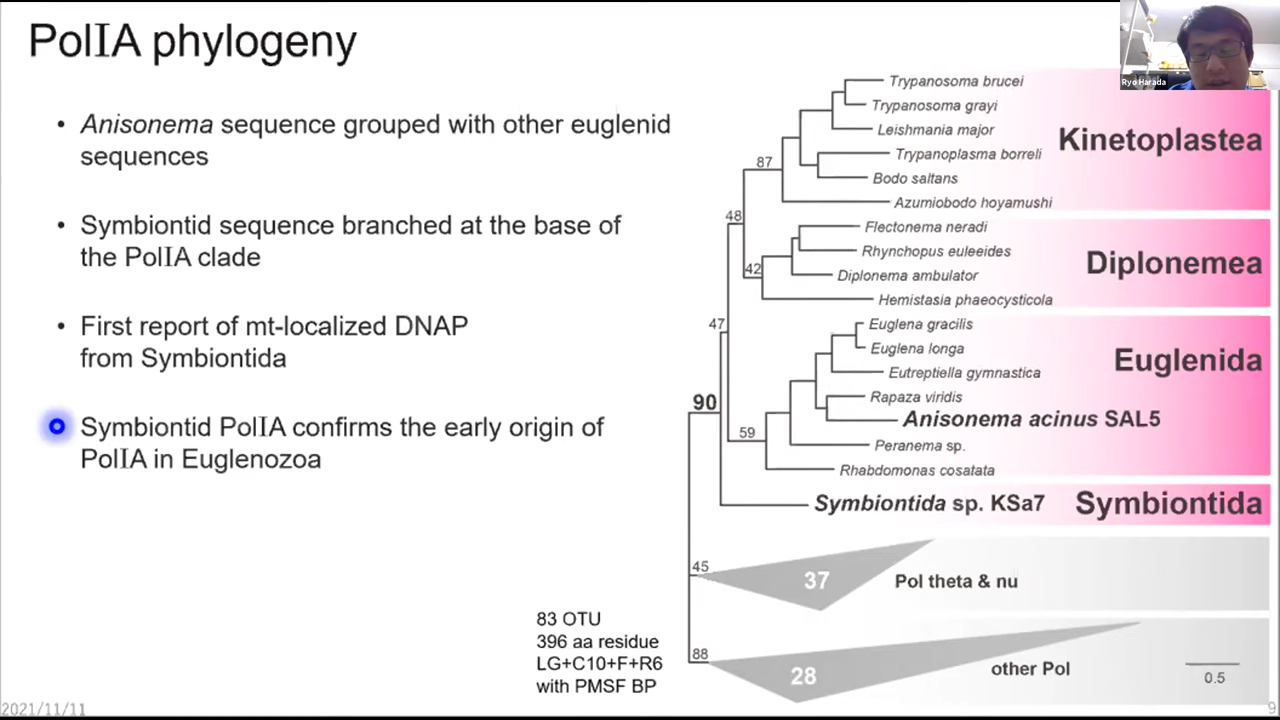 PolIA phylogeny
Ryo Harada
• Anisonema sequence grouped with other euglenid
sequences
• Symbiontid sequence branched at the base of
the PolIA clade
• First report of mt-localized DNAP
from Symbiontida
Symbiontid PolIA confirms the early origin of
PolIA in Euglenozoa
Trypanosoma brucei
Trypanosoma grayi
Leishmania major
Kinetoplastea
Trypanoplasma borreli
87
Bodo saltans
Azumiobodo hoyamushi
48
Flectonema neradi
Rhynchopus euleeides
Diplonemea
42
Diplonema ambulator
Hemistasia phaeocysticola
47
Euglena gracilis
Euglena longa
Euglenida
Eutreptiella gymnastica
Rapaza viridis
90
Anisonema acinus SAL5
59
Peranema sp.
Rhabdomonas cosatata
Symbiontida sp. KSa7
Symbiontida
45
37
Pol theta & nu
83 OTU
396 aa residue
LG+C10+F+R6
with PMSF BP
88
28
other Pol
0.5
2021/11/11
9